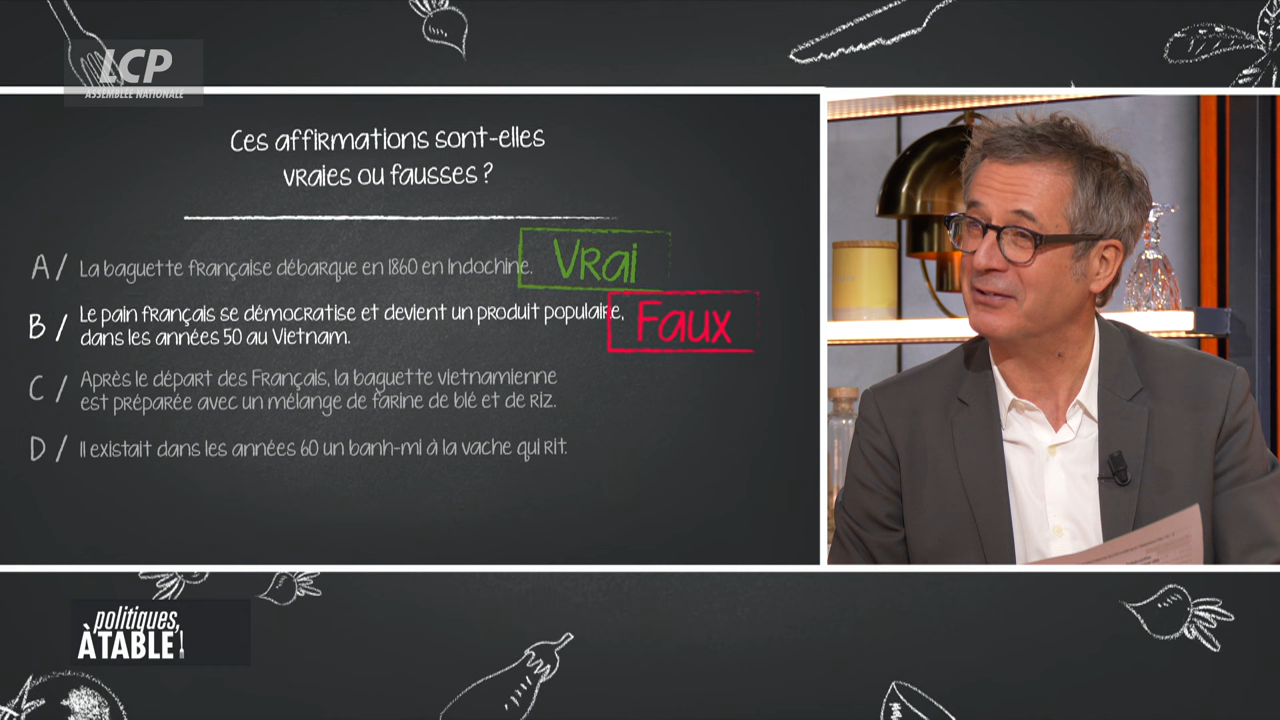 LCP
ASSEMBLÉE NATIONALE
Ces affirmations sont-elles
vraies ou fausses ?
A / La baguette française débarque en 1860 en Indochine.
Vrai
B / Le pain français se démocratise et devient un produit populaire,
dans les années 50 au Vietnam.
Faux
C / Après le départ des Français, la baguette vietnamienne
est préparée avec un mélange de farine de blé et de riz.
D / Il existait dans les années 60 un banh-mi à la vache qui rit.
politiques,
À TABLE!